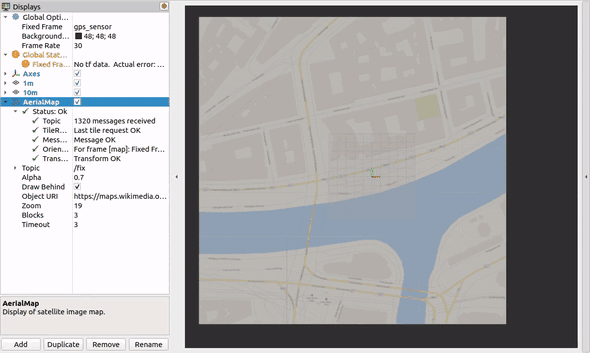 Displays
Global Opti...
Fixed Frame gps_sensor
Background... 48; 48; 48
Frame Rate 30
Global Stat...
Fixed Fra... No tf data. Actual error: ...
Axes
1m
10m
AerialMap
Status: Ok
Topic 1320 messages received
TileR... Last tile request OK
Mess... Message OK
Orien... For frame [map]: Fixed Fr...
Trans... Transform OK
Topic /fix
Alpha 0.7
Draw Behind
Object URI https://maps.wikimedia.o...
Zoom 19
Blocks 3
Timeout 3
AerialMap
Display of satellite image map.
Add Duplicate Remove Rename